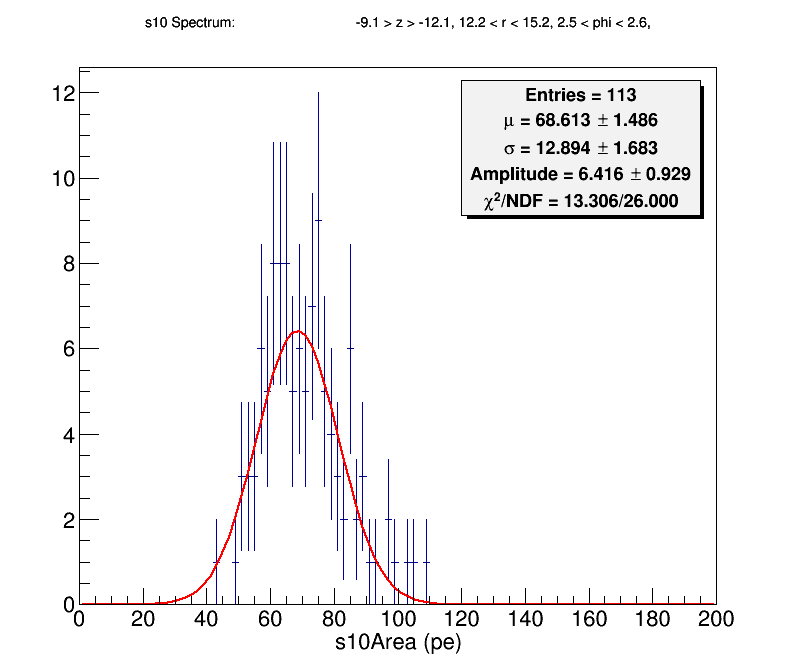 s10 Spectrum: -9.1 > z > -12.1, 12.2 < r < 15.2, 2.5 < phi < 2.6,
Entries = 113
μ = 68.613 ± 1.486
σ = 12.894 ± 1.683
Amplitude = 6.416 ± 0.929
χ²/NDF = 13.306/26.000
12
10
8
6
4
2
0
0 20 40 60 80 100 120 140 160 180 200
s10Area (pe)